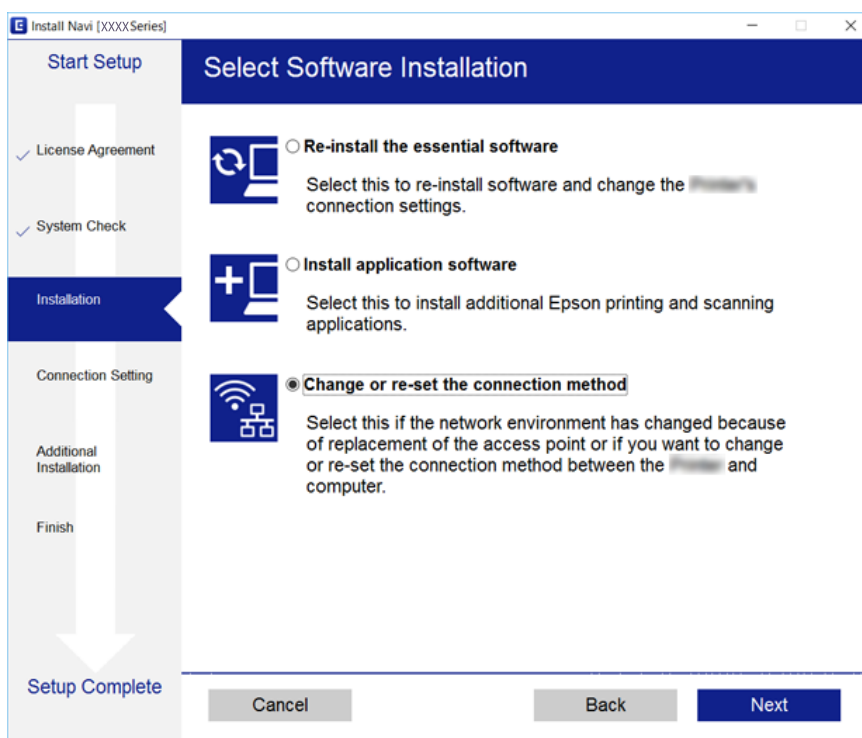 Install Navi [XXXX Series]
Start Setup
License Agreement
System Check
Installation
Connection Setting
Additional
Installation
Finish
Setup Complete
Select Software Installation
Re-install the essential software
Select this to re-install software and change the
connection settings.
Install application software
Select this to install additional Epson printing and scanning
applications.
Change or re-set the connection method
Select this if the network environment has changed because
of replacement of the access point or if you want to change
or re-set the connection method between the and
computer.
Cancel
Back
Next